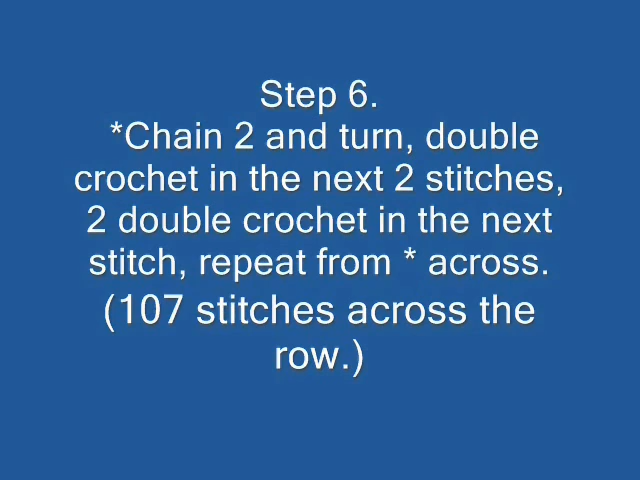 Step 6.
*Chain 2 and turn, double
crochet in the next 2 stitches,
2 double crochet in the next
stitch, repeat from * across.
(107 stitches across the
row.)